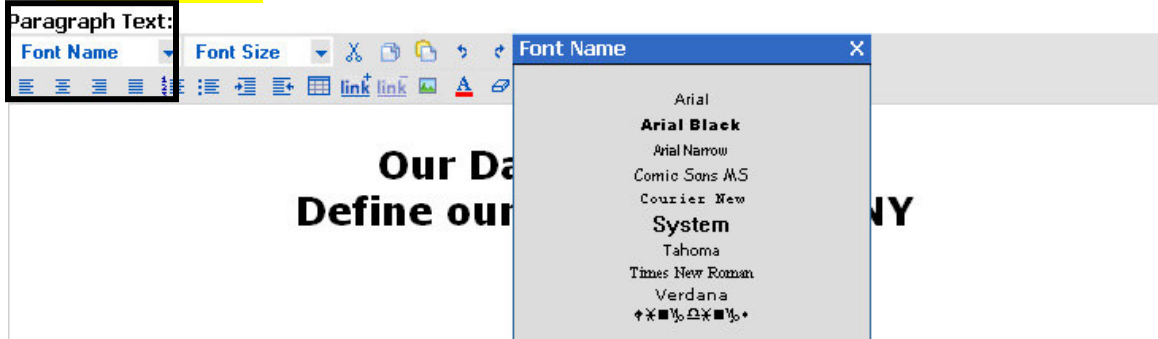 Paragraph Text:
Font Name Font Size
link link A
Font Name X
Arial
Arial Black
Arial Narrow
Comic Sans MS
Courier New
System
Tahoma
Times New Roman
Verdana
Our Da
Define our NY